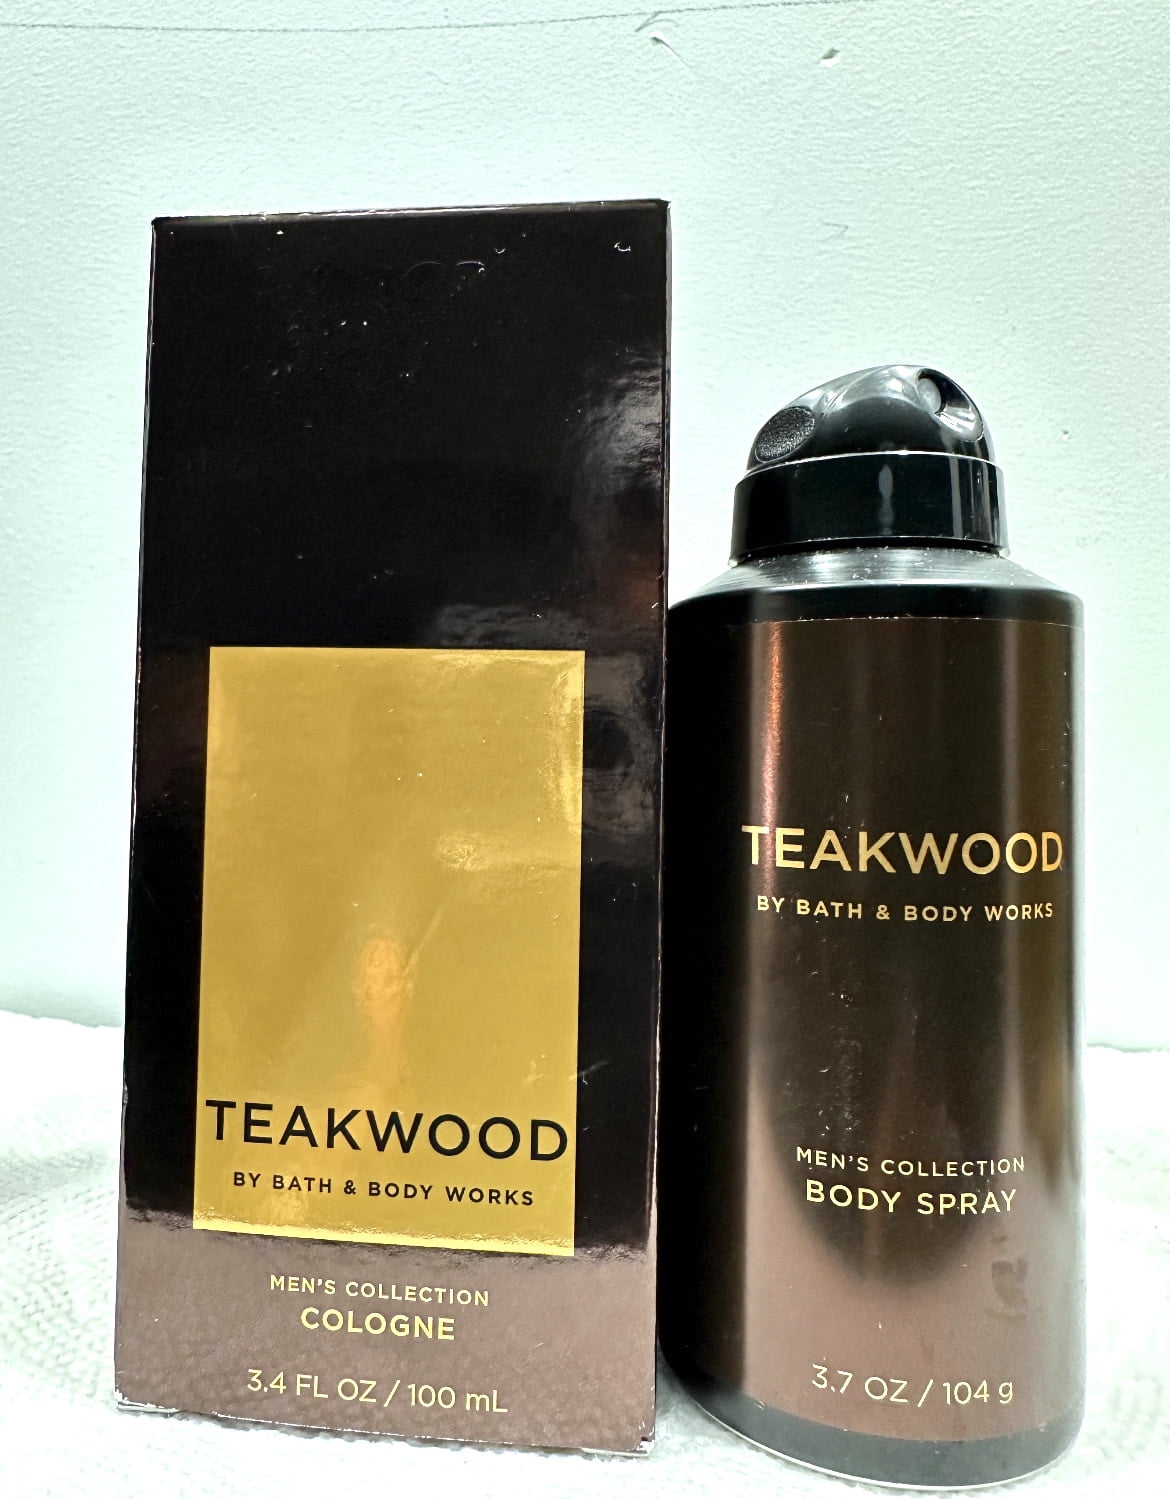 TEAKWOOD
BY BATH & BODY WORKS
MEN'S COLLECTION
COLOGNE
3.4 FL OZ / 100 mL
TEAKWOOD
BY BATH & BODY WORKS
MEN'S COLLECTION
BODY SPRAY
3.7 OZ / 104 g